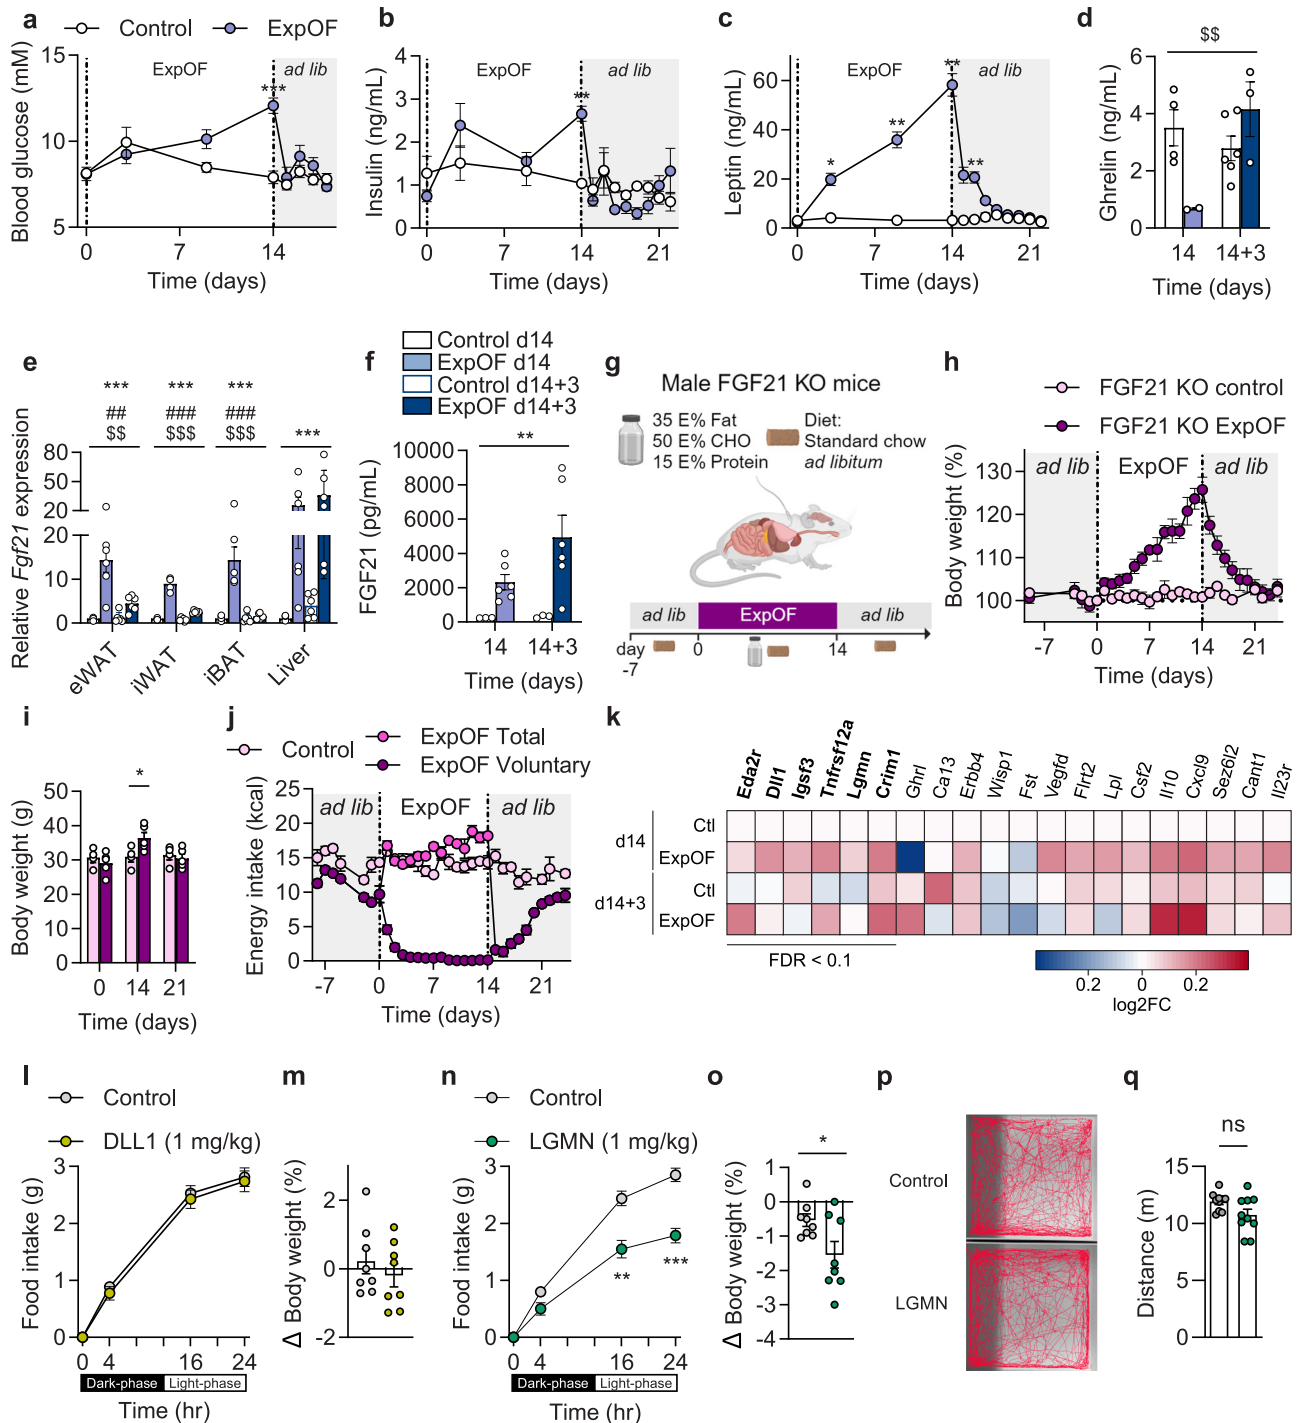 a
Control
ExpOF
Blood glucose (mM)
15
10
5
ExpOF
ad lib
***
0
7
14
Time (days)
b
Insulin (ng/mL)
4
3
2
1
0
ExpOF
ad lib
**
0
7
14
21
Time (days)
c
Leptin (ng/mL)
60
40
20
0
ExpOF
ad lib
*
**
**
**
0
7
14
21
Time (days)
d
$$
Ghrelin (ng/mL)
6
4
2
0
14
14+3
Time (days)
e
Relative Fgf21 expression
*** *** ***
## ### ###
$$ $$$ $$$ ***
80
50
20
20
10
0
eWAT
iWAT
iBAT
Liver
f
Control d14
ExpOF d14
Control d14+3
ExpOF d14+3
FGF21 (pg/mL)
10000
8000
6000
4000
2000
0
**
14
14+3
Time (days)
g
Male FGF21 KO mice
35 E% Fat
50 E% CHO
15 E% Protein
Diet:
Standard chow
ad libitum
ad lib
ExpOF
ad lib
day
-7
0
14
h
FGF21 KO control
FGF21 KO ExpOF
Body weight (%)
130
120
110
100
ad lib
ExpOF
ad lib
-7
0
7
14
21
Time (days)
i
Body weight (g)
50
40
30
20
10
0
*
0
14
21
Time (days)
j
Control
ExpOF Total
ExpOF Voluntary
Energy intake (kcal)
25
20
15
10
5
0
ad lib
ExpOF
ad lib
-7
0
7
14
21
Time (days)
k
Eda2r
Dll1
Igsf3
Tnfrsf12a
Lgmn
Crim1
Ghrl
Ca13
Erbb4
Wisp1
Fst
Vegfd
Flrt2
Lpl
Csf2
Il10
Cxcl9
Sez6l2
Cant1
Il23r
d14
Ctl
ExpOF
d14+3
Ctl
ExpOF
FDR < 0.1
0.2
0
0.2
log2FC
l
Control
DLL1 (1 mg/kg)
Food intake (g)
3
2
1
0
0
4
16
24
Dark-phase
Light-phase
Time (hr)
m
Δ Body weight (%)
2
0
-2
n
Control
LGMN (1 mg/kg)
Food intake (g)
3
2
1
0
**
***
0
4
16
24
Dark-phase
Light-phase
Time (hr)
o
Δ Body weight (%)
*
1
0
-1
-2
-3
-4
p
Control
LGMN
q
ns
Distance (m)
15
10
5
0